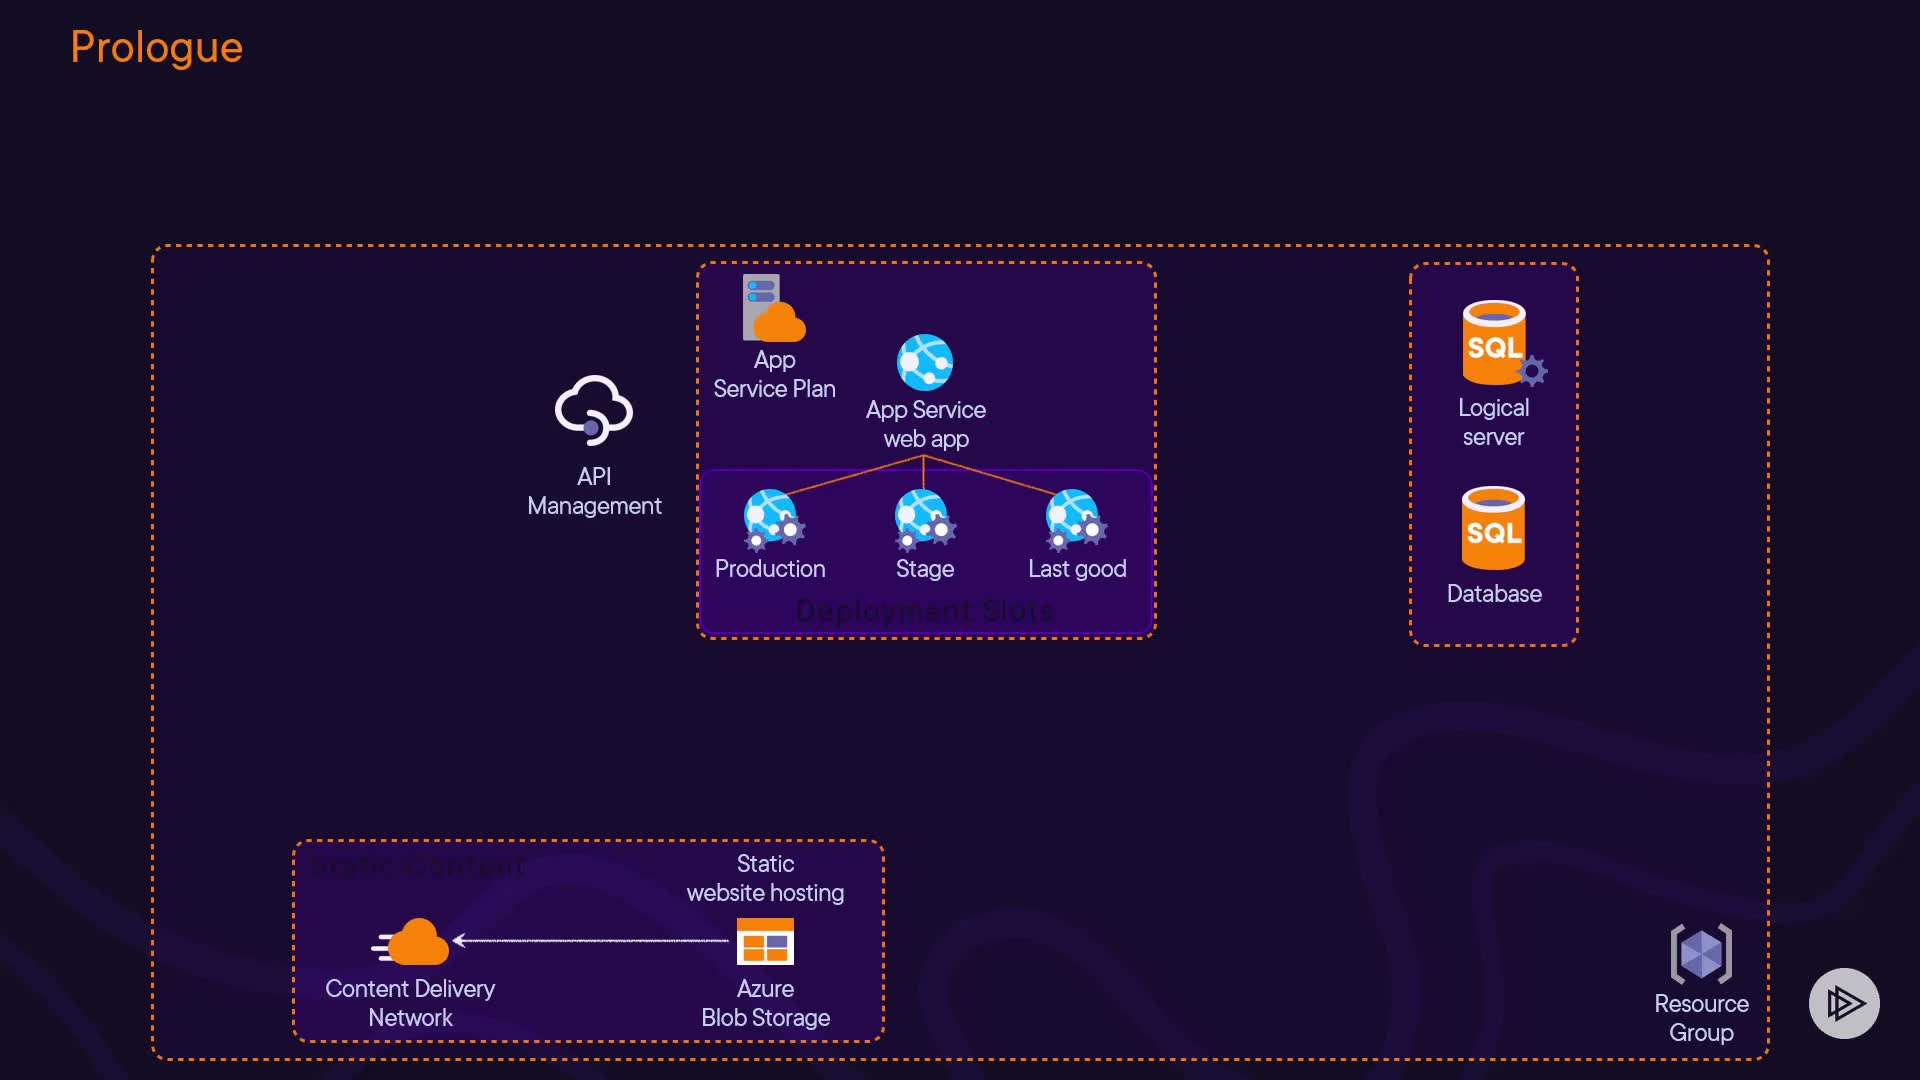 Prologue
App
Service Plan
App Service
web app
API
Management
Production
Stage
Last good
Deployment Slots
SQL
Logical
server
SQL
Database
Static Content
Static
website hosting
Content Delivery
Network
Azure
Blob Storage
Resource
Group